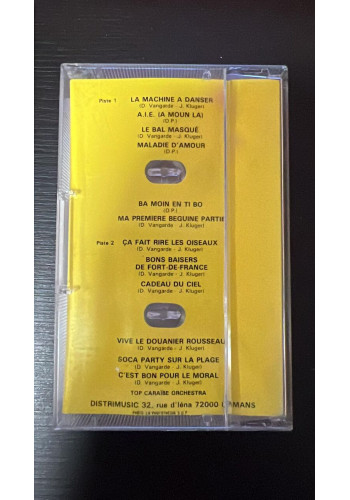 Piste 1 LA MACHINE A DANSER
(D. Vangarde - J. Kluger)
A.I.E. (A MOUN LA)
(D.P.)
LE BAL MASQUÉ
(D. Vangarde - J. Kluger)
MALADIE D'AMOUR
(D. Vangarde - J. Kluger)
BA MOIN EN TI BO
(D.P.)
MA PREMIERE BEGUINE PARTIE
(D. Vangarde - J. Kluger)
Piste 2 ÇA FAIT RIRE LES OISEAUX
(D. Vangarde - J. Kluger)
BONS BAISERS
DE FORT-DE-FRANCE
(D. Vangarde - J. Kluger)
CADEAU DU CIEL
(D. Vangarde - J. Kluger)
VIVE LE DOUANIER ROUSSEAU
(D. Vangarde - J. Kluger)
SOCA PARTY SUR LA PLAGE
(D. Vangarde - J. Kluger)
C'EST BON POUR LE MORAL
(D. Vangarde - J. Kluger)
TOP CARAÏBE ORCHESTRA
DISTRIMUSIC 32, rue d'Iéna 72000 MANS